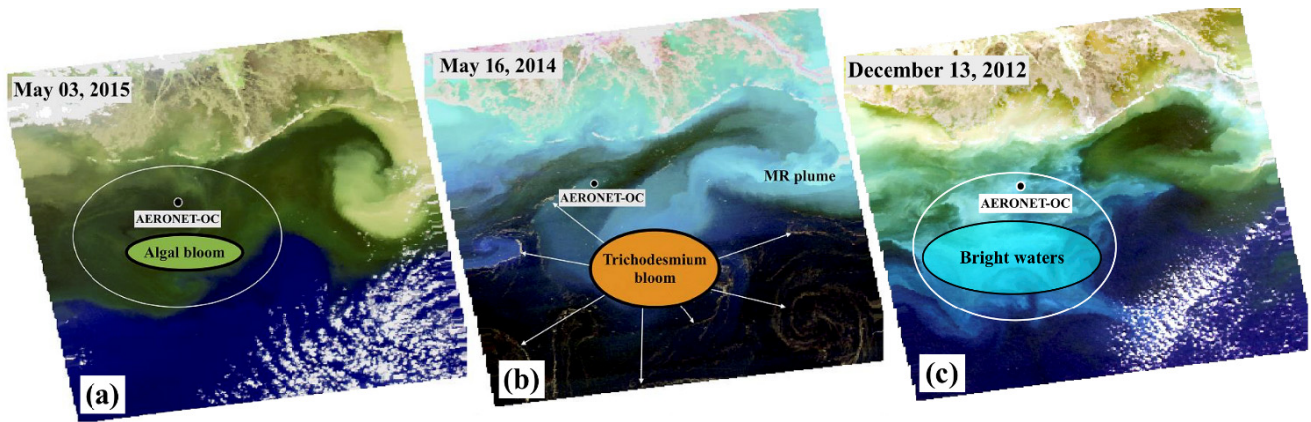 May 03, 2015
AERONET-OC
Algal bloom
(a)
May 16, 2014
MR plume
AERONET-OC
Trichodesmium
bloom
(b)
December 13, 2012
AERONET-OC
Bright waters
(c)